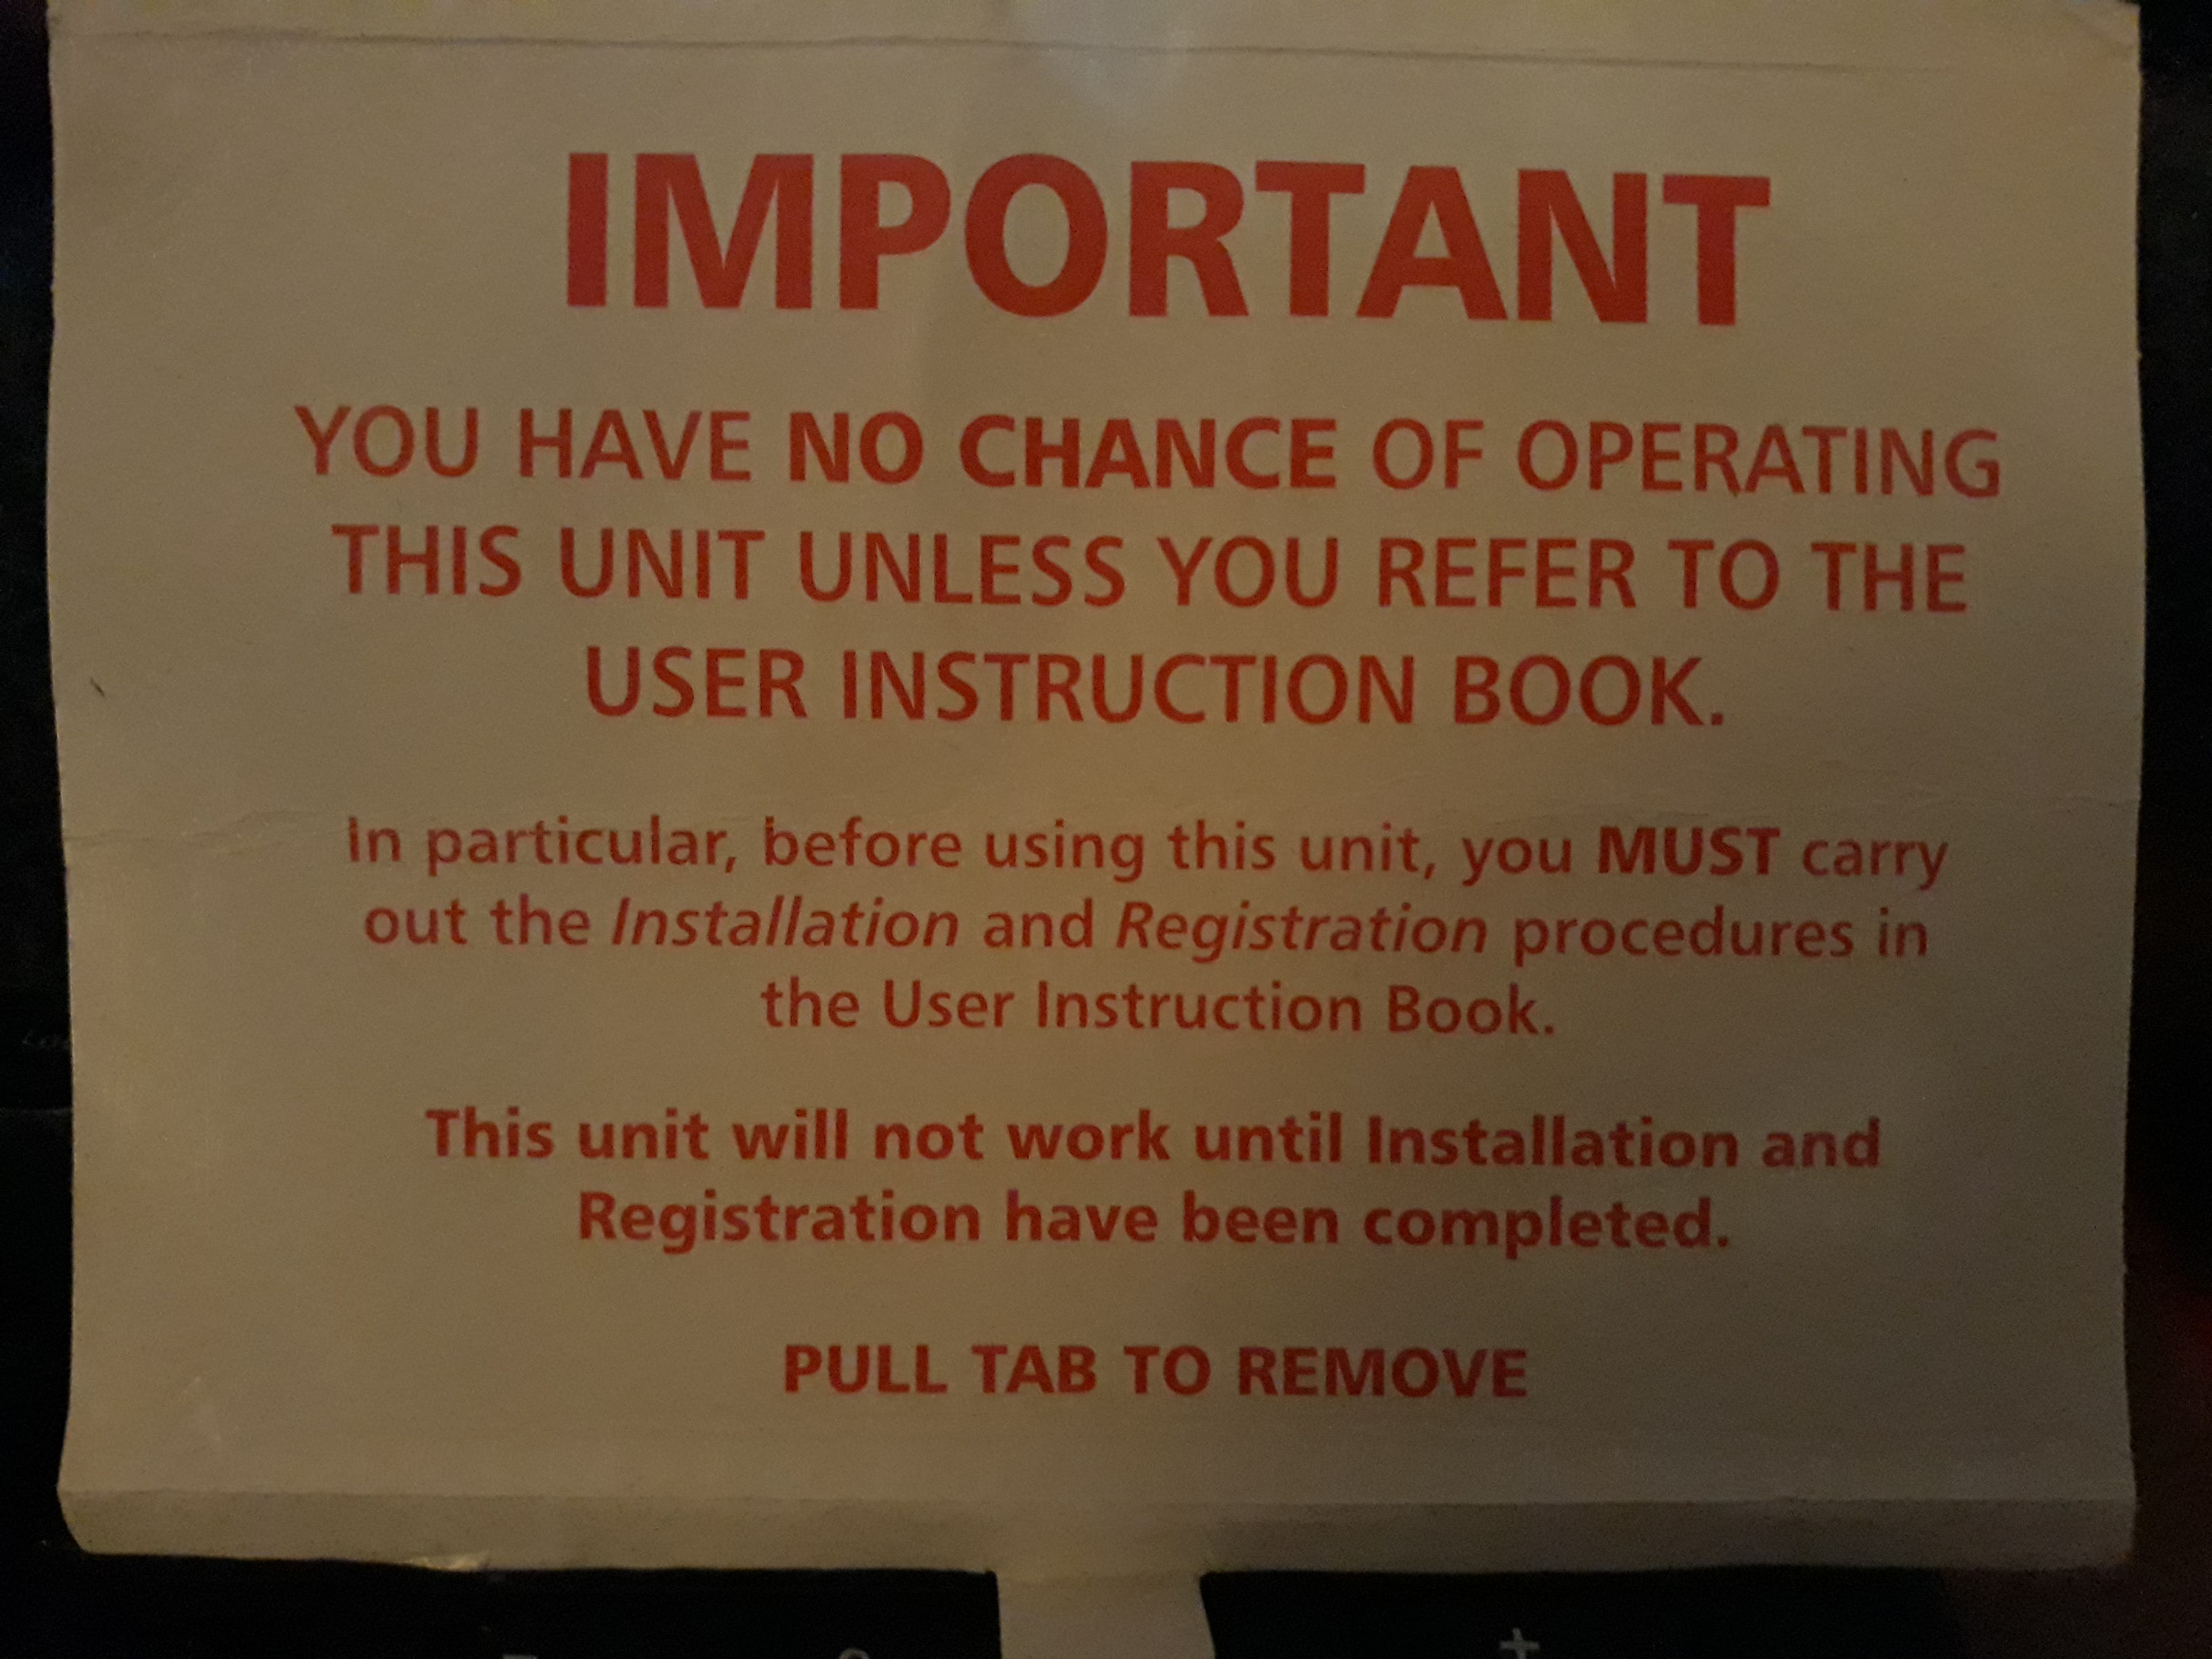 IMPORTANT
YOU HAVE NO CHANCE OF OPERATING
THIS UNIT UNLESS YOU REFER TO THE
USER INSTRUCTION BOOK.
In particular, before using this unit, you MUST carry
out the Installation and Registration procedures in
the User Instruction Book.
This unit will not work until Installation and
Registration have been completed.
PULL TAB TO REMOVE